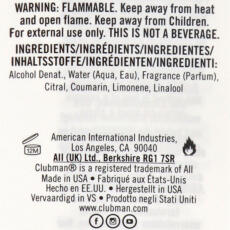 WARNING: FLAMMABLE. Keep away from heat
and open flame. Keep away from Children.
For external use only. THIS IS NOT A BEVERAGE.
INGREDIENTS/INGRÉDIENTS/INGREDIENTES/
INHALTSSTOFFE/INGREDIËNTEN/INGREDIENTI:
Alcohol Denat., Water (Aqua, Eau), Fragrance (Parfum),
Citral, Coumarin, Limonene, Linalool
12M
American International Industries,
Los Angeles, CA 90040
AII (UK) Ltd., Berkshire RG1 7SR
Clubman® is a registered trademark of AII
Made in USA • Fabriqué aux États-Unis
Hecho en EE.UU. • Hergestellt in USA
Vervaardigd in VS • Prodotto negli Stati Uniti
www.clubman.com